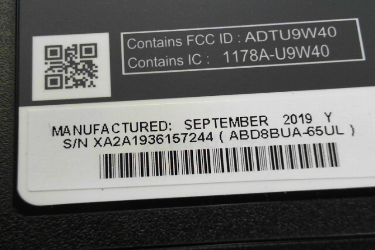 Contains FCC ID : ADTU9W40
Contains IC : 1178A-U9W40
MANUFACTURED: SEPTEMBER 2019 Y
S/N XA2A1936157244 ( ABD8BUA-65UL )